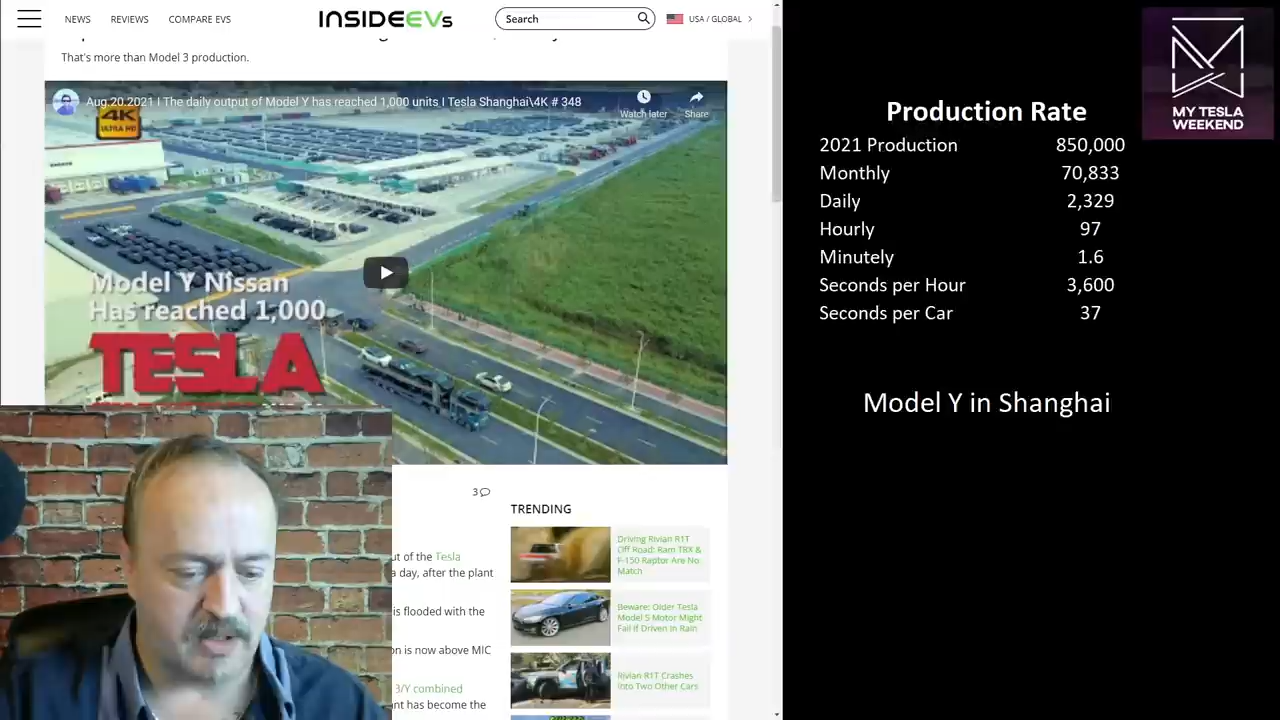 NEWS REVIEWS COMPARE EVS INSIDEEVs Search USA / GLOBAL
That's more than Model 3 production.
Aug.20.2021 I The daily output of Model Y has reached 1,000 units I Tesla Shanghai\4K # 348
Watch later Share
4K
ULTRA HD
Model Y Nissan
Has reached 1,000
TESLA
3
ut of the Tesla
a day, after the plant
is flooded with the
on is now above MIC
3/Y combined
nt has become the
TRENDING
Driving Rivian R1T
Off Road: Ram TRX &
F-150 Raptor Are No
Match
Beware: Older Tesla
Model S Motor Might
Fail If Driven In Rain
Rivian R1T Crashes
Into Two Other Cars
MY TESLA
WEEKEND
Production Rate
2021 Production 850,000
Monthly 70,833
Daily 2,329
Hourly 97
Minutely 1.6
Seconds per Hour 3,600
Seconds per Car 37
Model Y in Shanghai